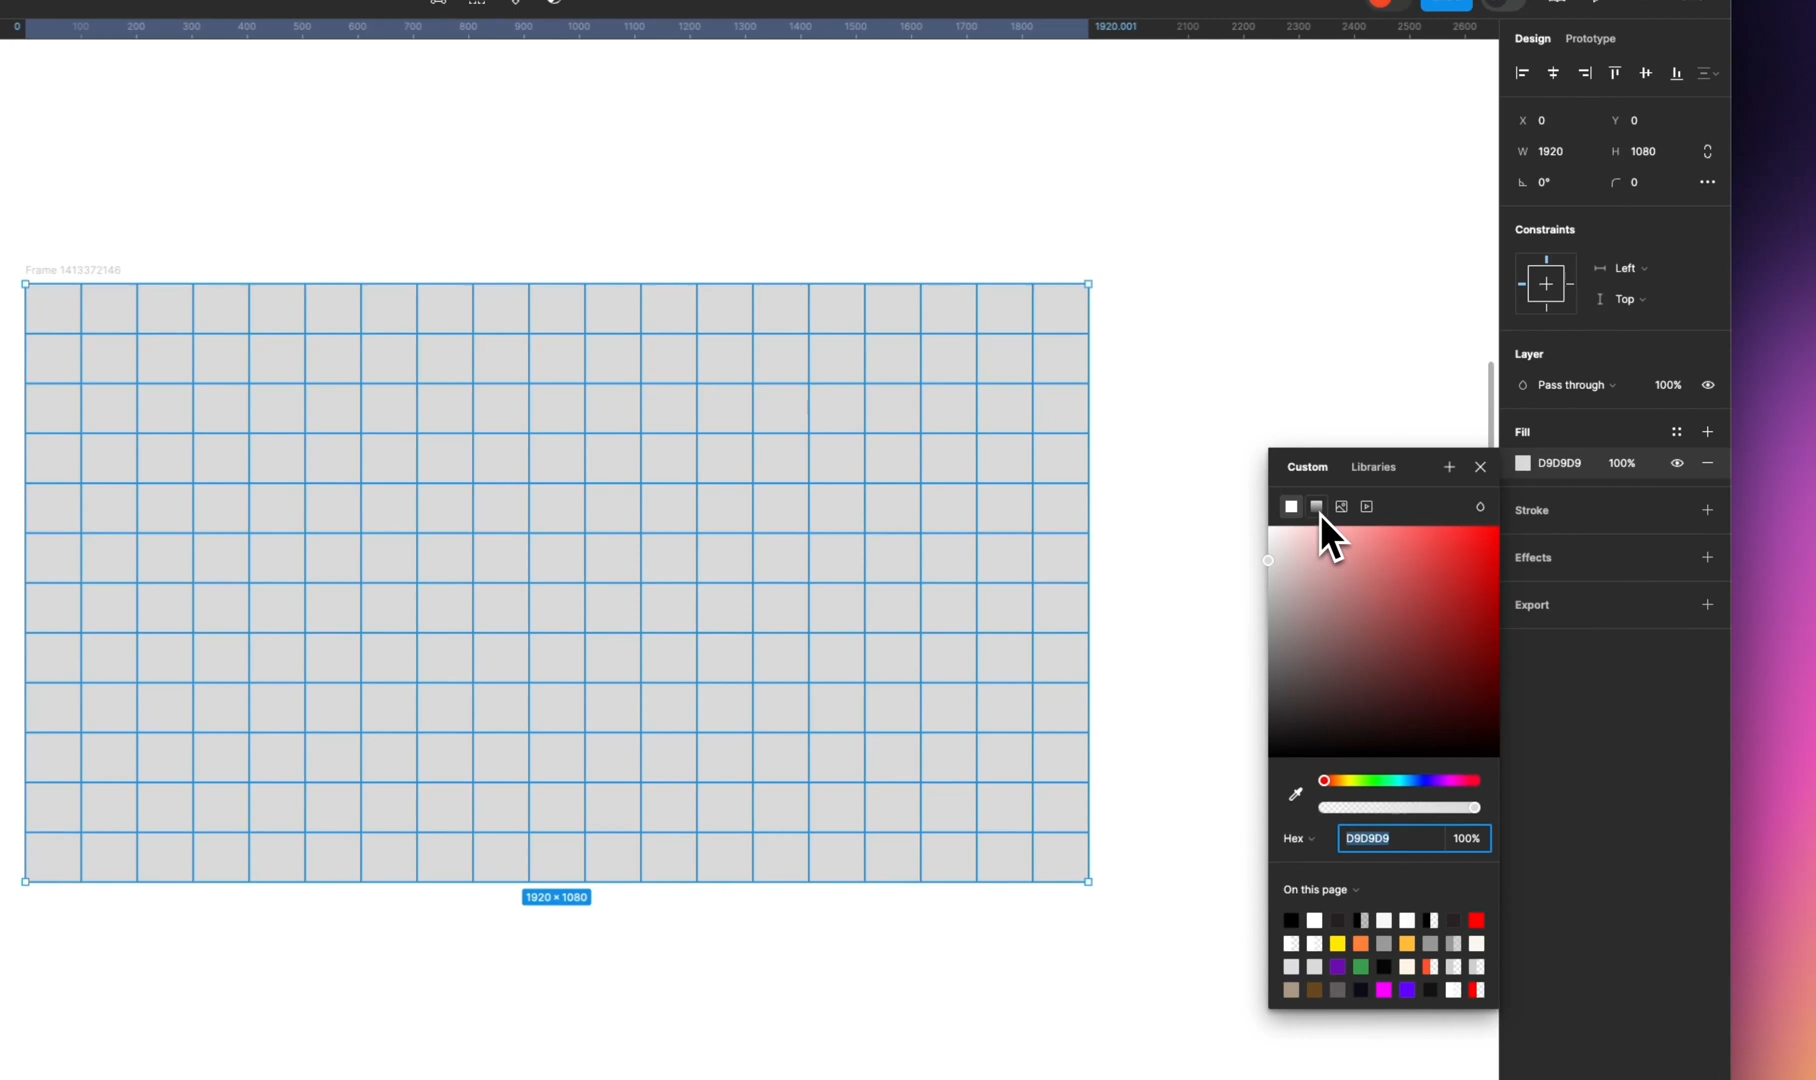 0 100 200 300 400 500 600 700 800 900 1000 1100 1200 1300 1400 1500 1600 1700 1800 1920.001 2100 2200 2300 2400 2500 2600
Design Prototype
X 0 Y 0
W 1920 H 1080
0° 0
Constraints
Left
Top
Frame 1413372146
Layer
Pass through 100%
Fill
D9D9D9 100%
Custom Libraries
Stroke
Effects
Export
Hex D9D9D9 100%
On this page
1920 × 1080